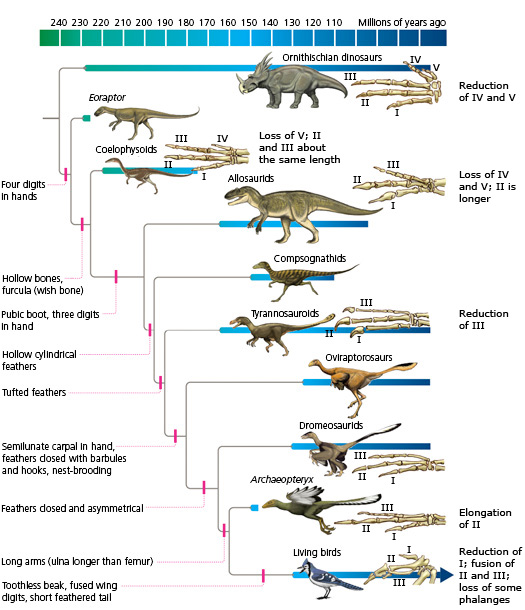 240 230 220 210 200 190 180 170 160 150 140 130 120 110 Millions of years ago
Ornithischian dinosaurs
IV
V
III
II
I
Reduction
of IV and V
Eoraptor
Coelophysoids
III
IV
II
I
Loss of V; II
and III about
the same length
Four digits
in hands
Allosaurids
III
II
I
Loss of IV
and V; II is
longer
Compsognathids
Hollow bones,
furcula (wish bone)
Pubic boot, three digits
in hand
Tyrannosauroids
III
II
I
Reduction
of III
Hollow cylindrical
feathers
Oviraptorosaurs
Tufted feathers
Dromeosaurids
III
II
I
Semilunate carpal in hand,
feathers closed with barbules
and hooks, nest-brooding
Archaeopteryx
III
II
I
Elongation
of II
Feathers closed and asymmetrical
Living birds
I
II
III
Reduction of
I; fusion of
II and III;
loss of some
phalanges
Long arms (ulna longer than femur)
Toothless beak, fused wing
digits, short feathered tail